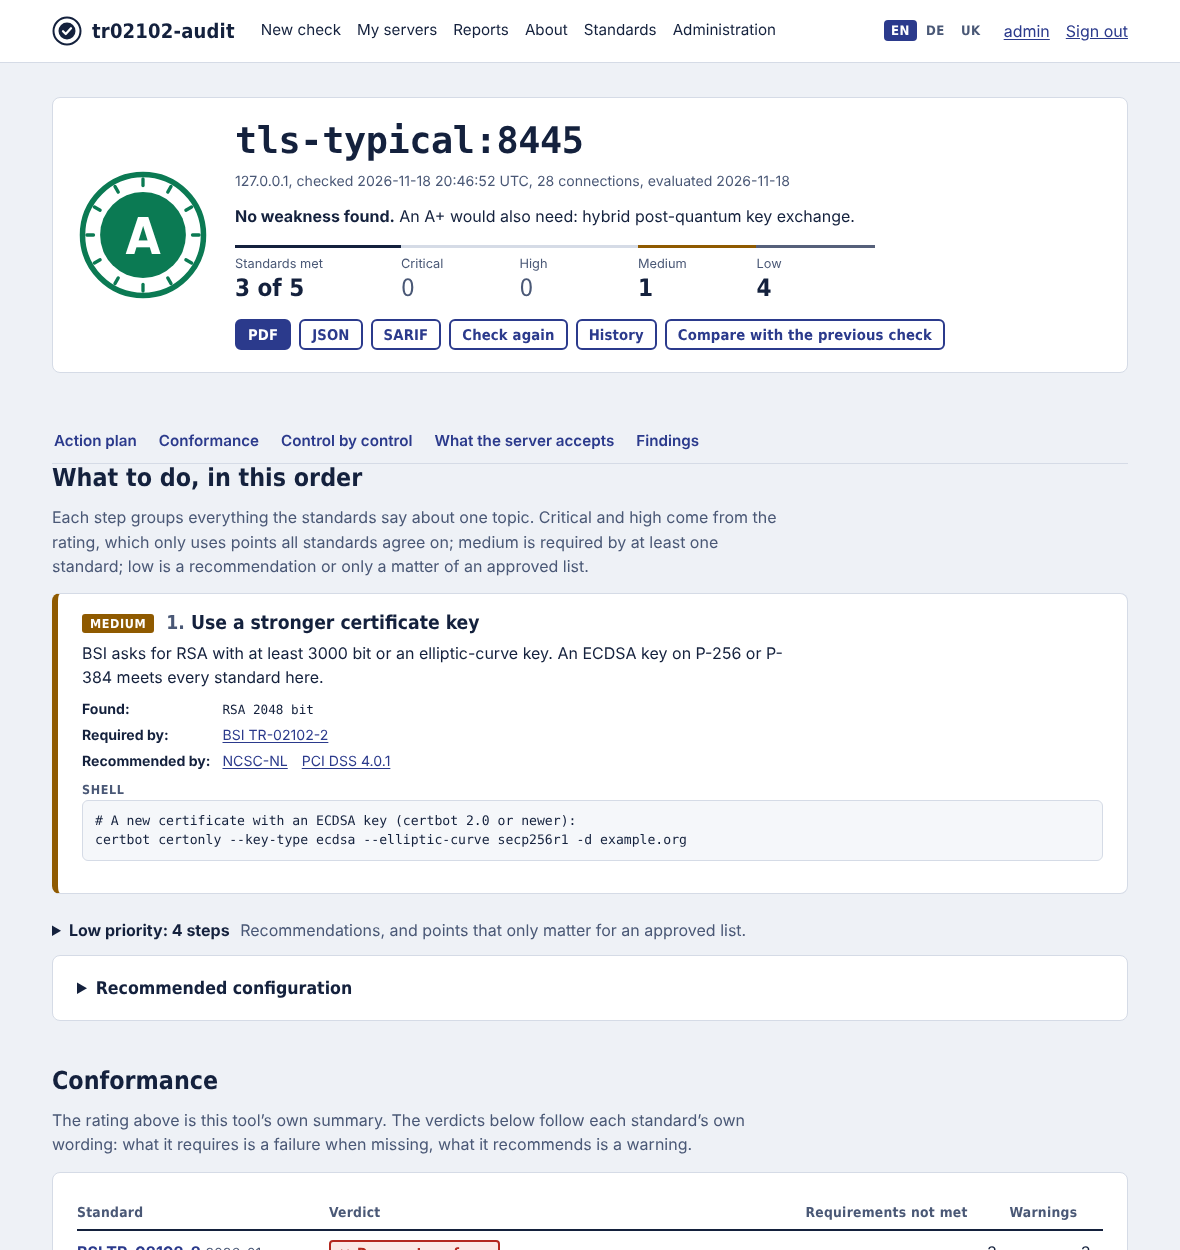 tr02102-audit New check My servers Reports About Standards Administration EN DE UK admin Sign out
tls-typical:8445
127.0.0.1, checked 2026-11-18 20:46:52 UTC, 28 connections, evaluated 2026-11-18
A
No weakness found. An A+ would also need: hybrid post-quantum key exchange.
Standards met Critical High Medium Low
3 of 5 0 0 1 4
PDF JSON SARIF Check again History Compare with the previous check
Action plan Conformance Control by control What the server accepts Findings
What to do, in this order
Each step groups everything the standards say about one topic. Critical and high come from the
rating, which only uses points all standards agree on; medium is required by at least one
standard; low is a recommendation or only a matter of an approved list.
MEDIUM 1. Use a stronger certificate key
BSI asks for RSA with at least 3000 bit or an elliptic-curve key. An ECDSA key on P-256 or P-
384 meets every standard here.
Found: RSA 2048 bit
Required by: BSI TR-02102-2
Recommended by: NCSC-NL PCI DSS 4.0.1
SHELL
# A new certificate with an ECDSA key (certbot 2.0 or newer):
certbot certonly --key-type ecdsa --elliptic-curve secp256r1 -d example.org
Low priority: 4 steps Recommendations, and points that only matter for an approved list.
Recommended configuration
Conformance
The rating above is this tool's own summary. The verdicts below follow each standard's own
wording: what it requires is a failure when missing, what it recommends is a warning.
Standard Verdict Requirements not met Warnings